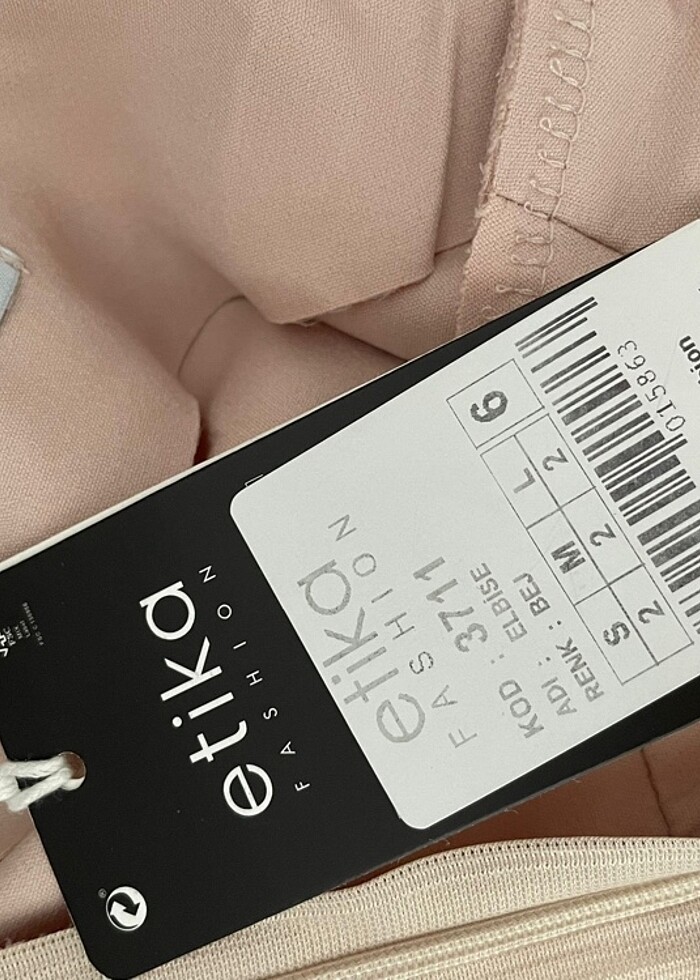 etika
FASHION
etika
FASHION
KOD : 3711
ADI : ELBİSE
RENK : BEJ
S M L 6
2 2 2
015863